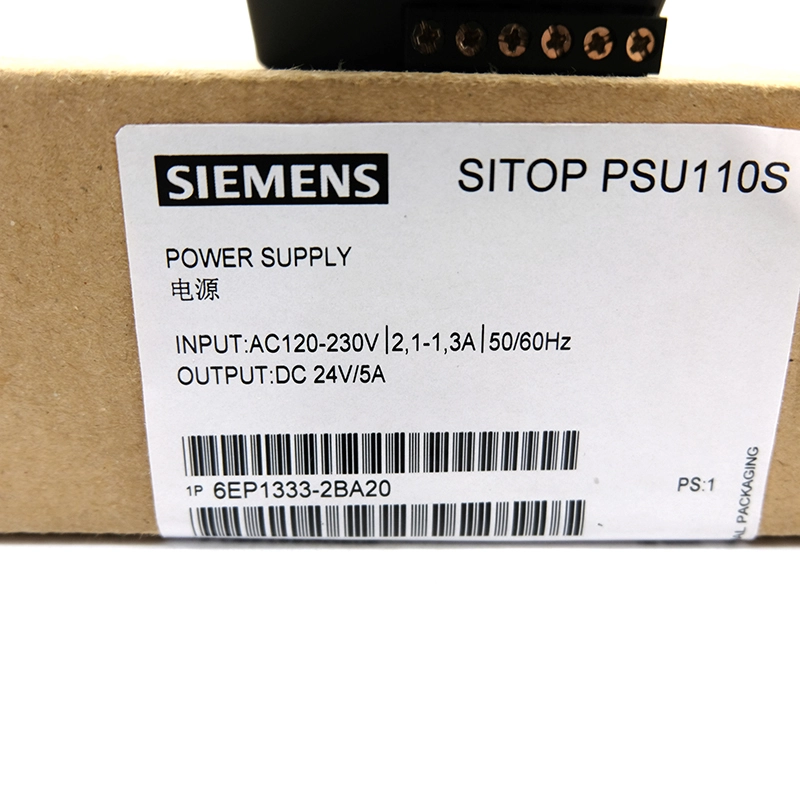 SIEMENS
SITOP PSU110S
POWER SUPPLY
电源
INPUT:AC120-230V|2,1-1,3A|50/60Hz
OUTPUT:DC 24V/5A
1P 6EP1333-2BA20
PS:1
PACKAGING